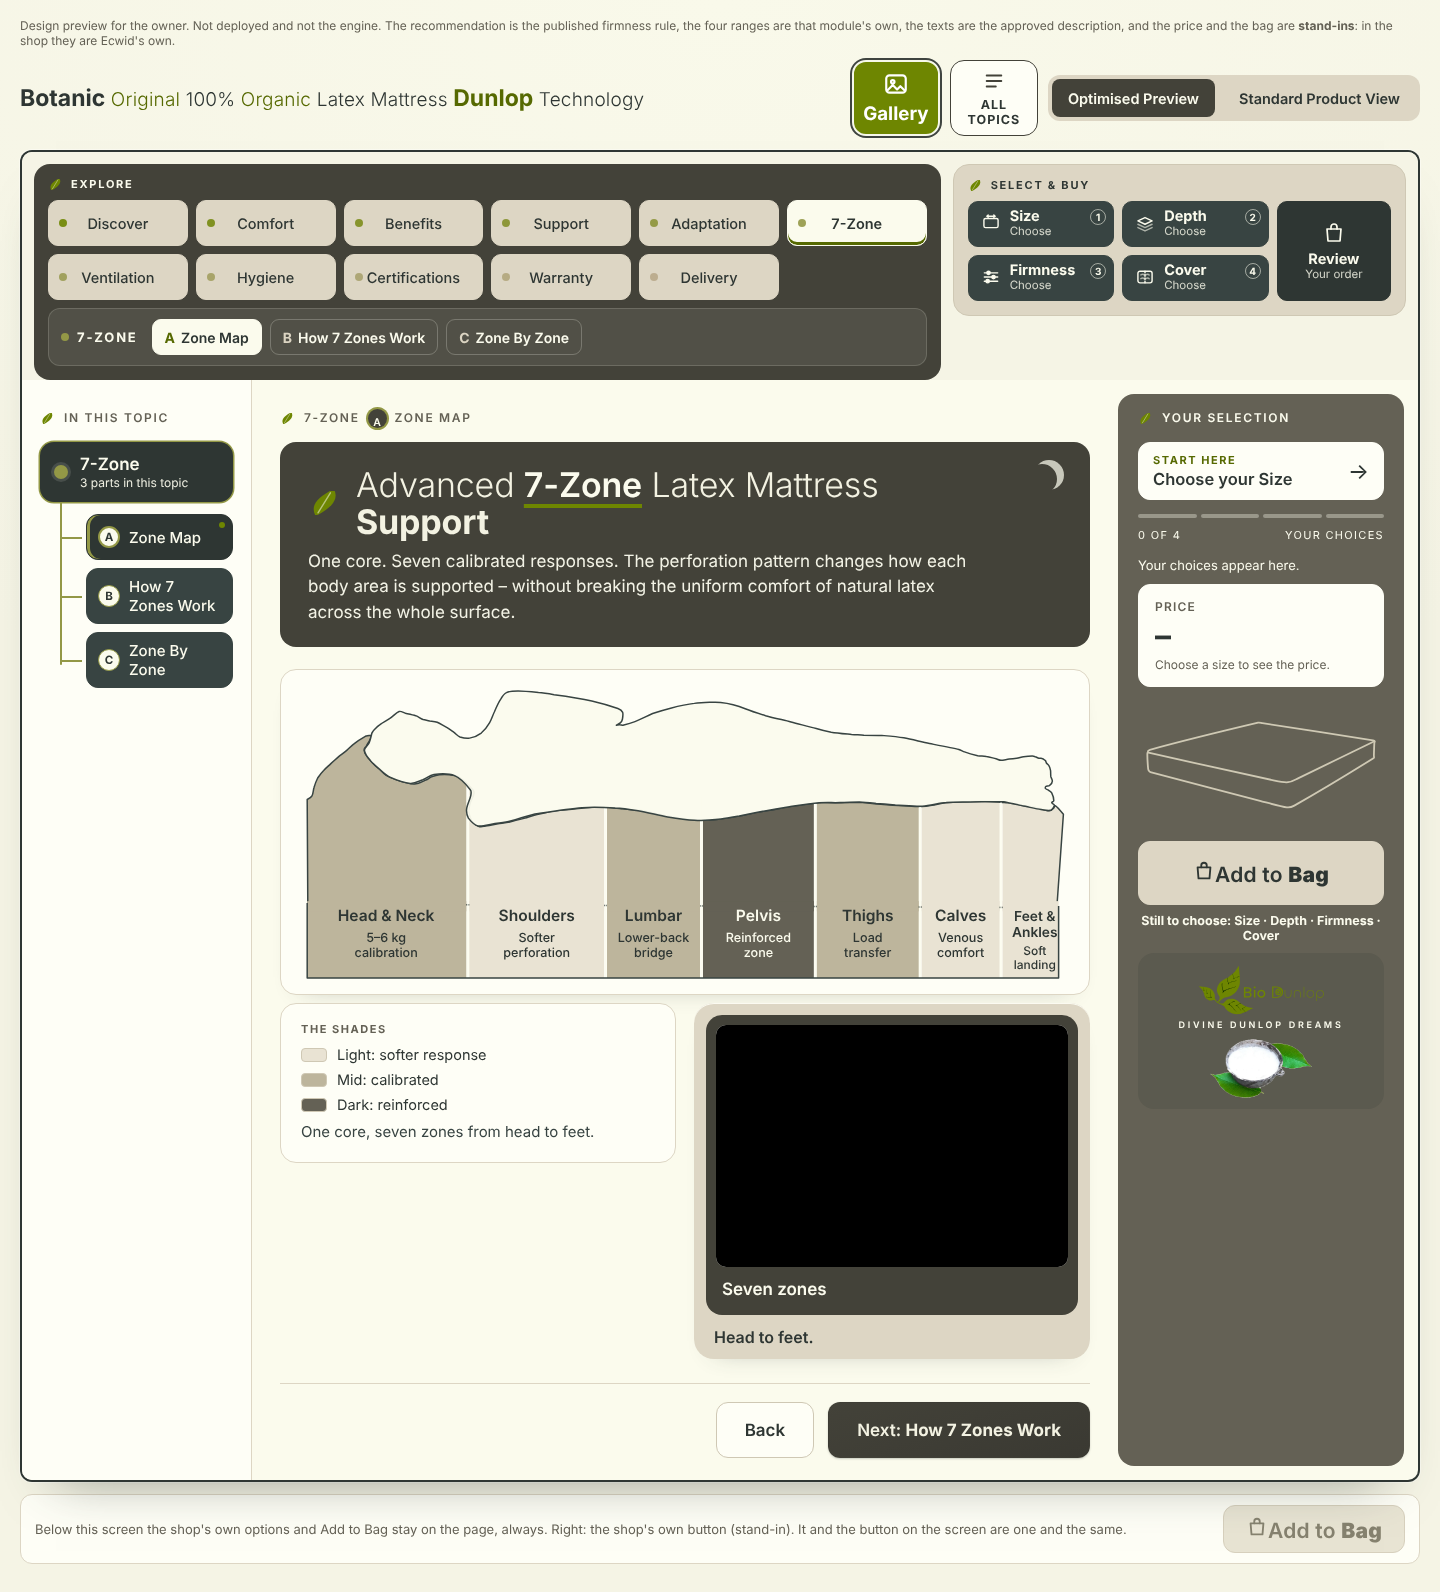 Design preview for the owner. Not deployed and not the engine. The recommendation is the published firmness rule, the four ranges are that module's own, the texts are the approved description, and the price and the bag are stand-ins: in the
shop they are Ecwid's own.
Botanic Original 100% Organic Latex Mattress Dunlop Technology
Gallery
ALL
TOPICS
Optimised Preview
Standard Product View
EXPLORE
Discover
Comfort
Benefits
Support
Adaptation
7-Zone
Ventilation
Hygiene
Certifications
Warranty
Delivery
7-ZONE
A Zone Map
B How 7 Zones Work
C Zone By Zone
SELECT & BUY
Size
Choose
1
Depth
Choose
2
Firmness
Choose
3
Cover
Choose
4
Review
Your order
IN THIS TOPIC
7-Zone
3 parts in this topic
A Zone Map
B How 7
Zones Work
C Zone By
Zone
7-ZONE A ZONE MAP
Advanced 7-Zone Latex Mattress
Support
One core. Seven calibrated responses. The perforation pattern changes how each
body area is supported – without breaking the uniform comfort of natural latex
across the whole surface.
Head & Neck
5–6 kg
calibration
Shoulders
Softer
perforation
Lumbar
Lower-back
bridge
Pelvis
Reinforced
zone
Thighs
Load
transfer
Calves
Venous
comfort
Feet &
Ankles
Soft
landing
THE SHADES
Light: softer response
Mid: calibrated
Dark: reinforced
One core, seven zones from head to feet.
Seven zones
Head to feet.
Back
Next: How 7 Zones Work
YOUR SELECTION
START HERE
Choose your Size
0 OF 4
YOUR CHOICES
Your choices appear here.
PRICE
–
Choose a size to see the price.
Add to Bag
Still to choose: Size · Depth · Firmness ·
Cover
Bio Dunlop
DIVINE DUNLOP DREAMS
Below this screen the shop's own options and Add to Bag stay on the page, always. Right: the shop's own button (stand-in). It and the button on the screen are one and the same.
Add to Bag